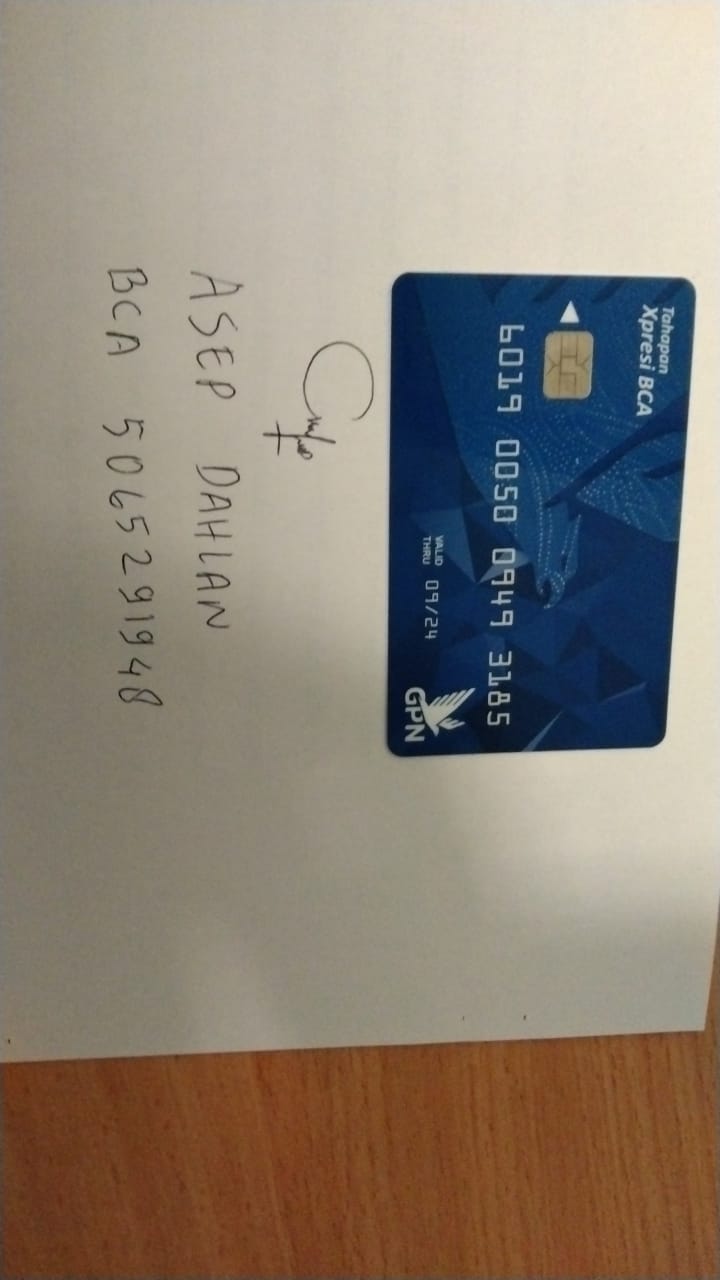 Tahapan
Xpresi BCA
6019 0050 0949 3185
VALID
THRU 09/24
GPN
ASEP DAHLAN
BCA 5065291948